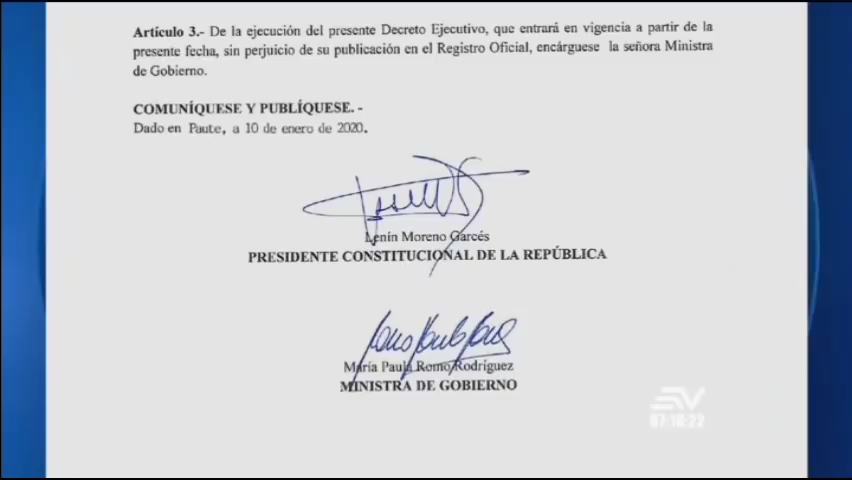 Artículo 3.- De la ejecución del presente Decreto Ejecutivo, que entrará en vigencia a partir de la
presente fecha, sin perjuicio de su publicación en el Registro Oficial, encárguese la señora Ministra
de Gobierno.
COMUNÍQUESE Y PUBLÍQUESE. -
Dado en Paute, a 10 de enero de 2020.
Lenín Moreno Garcés
PRESIDENTE CONSTITUCIONAL DE LA REPÚBLICA
María Paula Romo Rodríguez
MINISTRA DE GOBIERNO
07:18:22